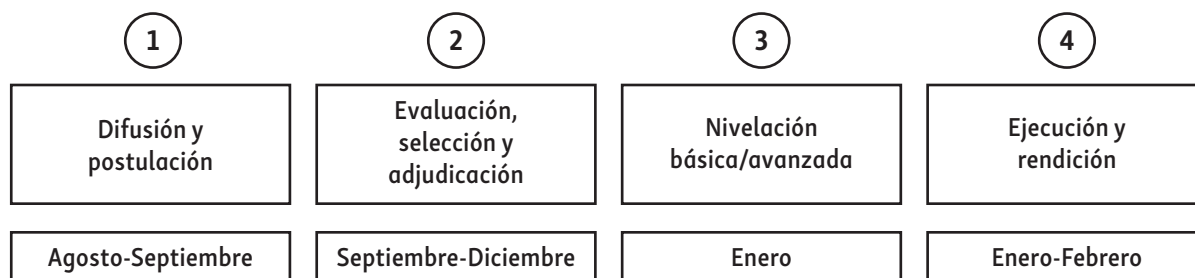 1
2
3
4
Difusión y
postulación
Evaluación,
selección y
adjudicación
Nivelación
básica/avanzada
Ejecución y
rendición
Agosto-Septiembre
Septiembre-Diciembre
Enero
Enero-Febrero